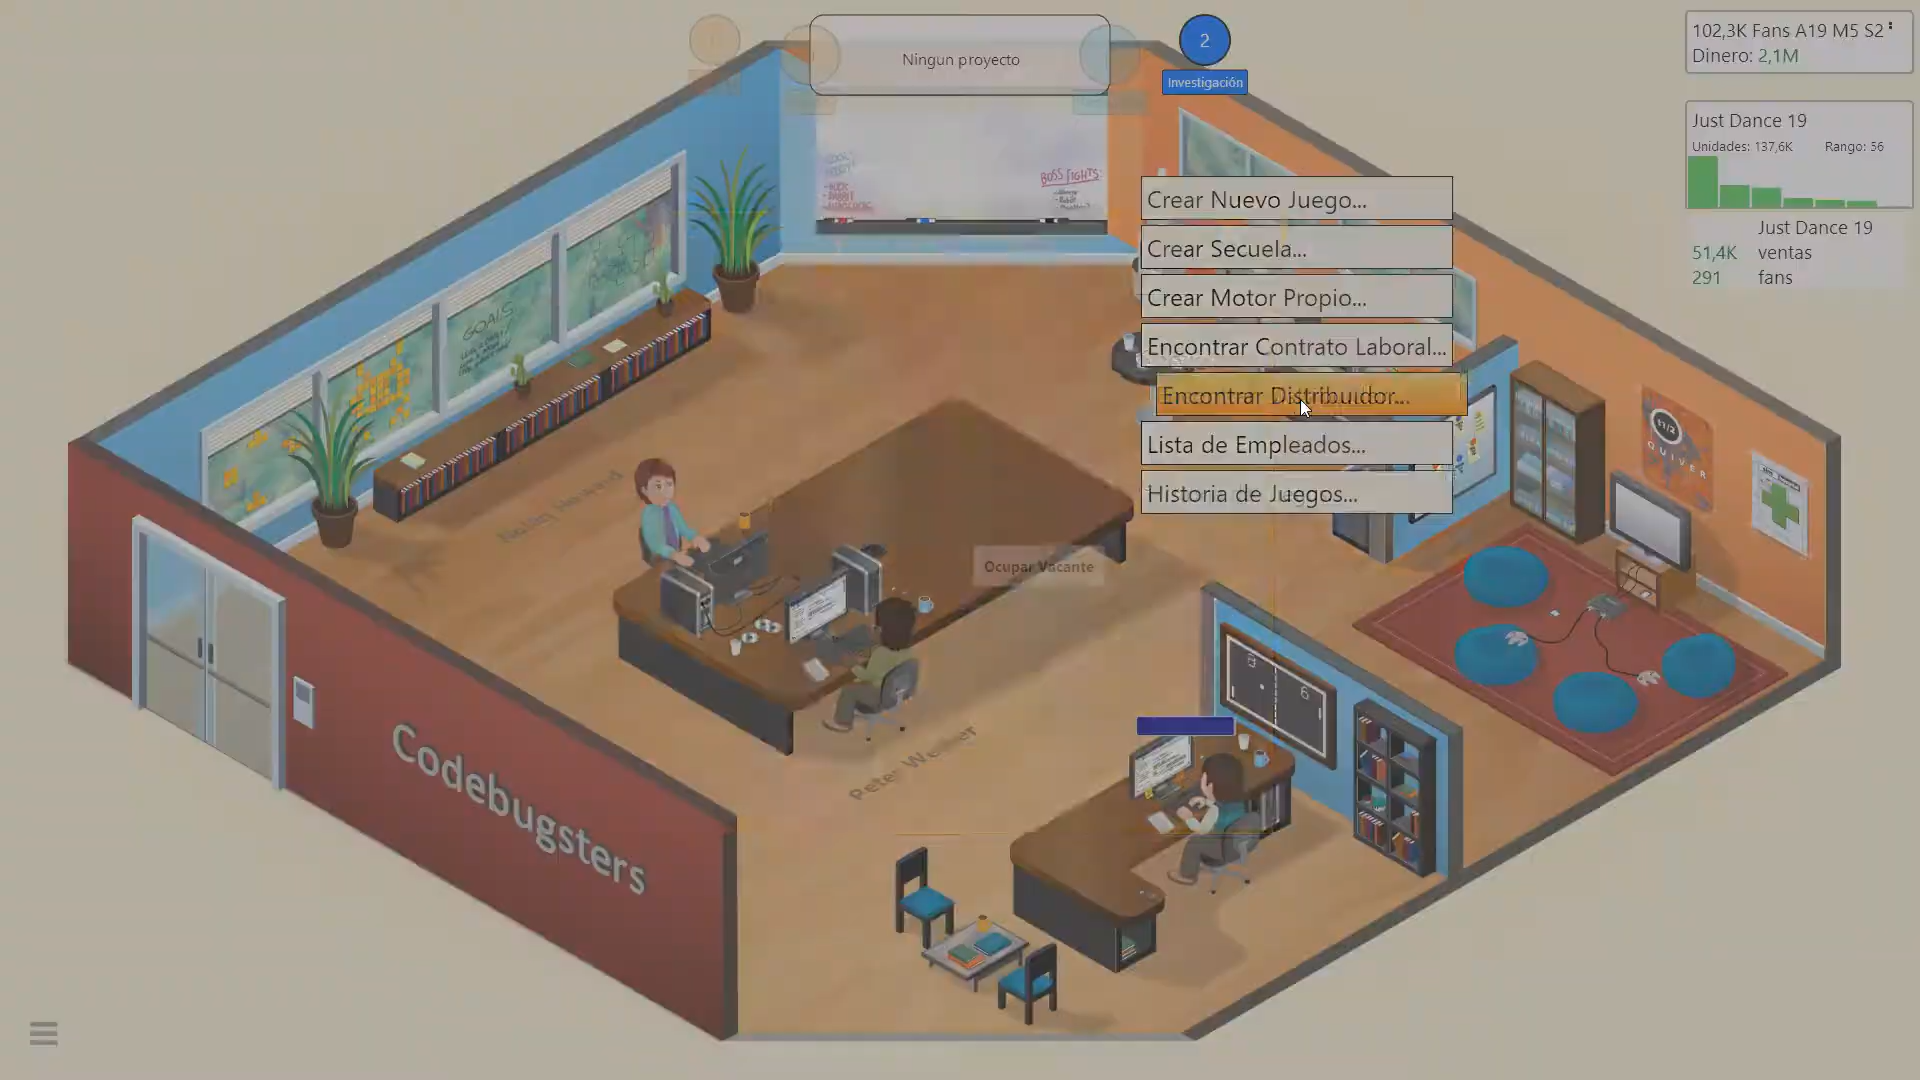 Ningun proyecto
2
Investigación
102,3K Fans A19 M5 S2
Dinero: 2,1M
Just Dance 19
Unidades: 137,6K Rango: 56
Just Dance 19
51,4K ventas
291 fans
BOSS FIGHTS:
Crear Nuevo Juego...
Crear Secuela...
Crear Motor Propio...
Encontrar Contrato Laboral...
Encontrar Distribuidor...
Lista de Empleados...
Historia de Juegos...
GOALS
QUIVER
Ocupar Vacante
6
Codebugsters